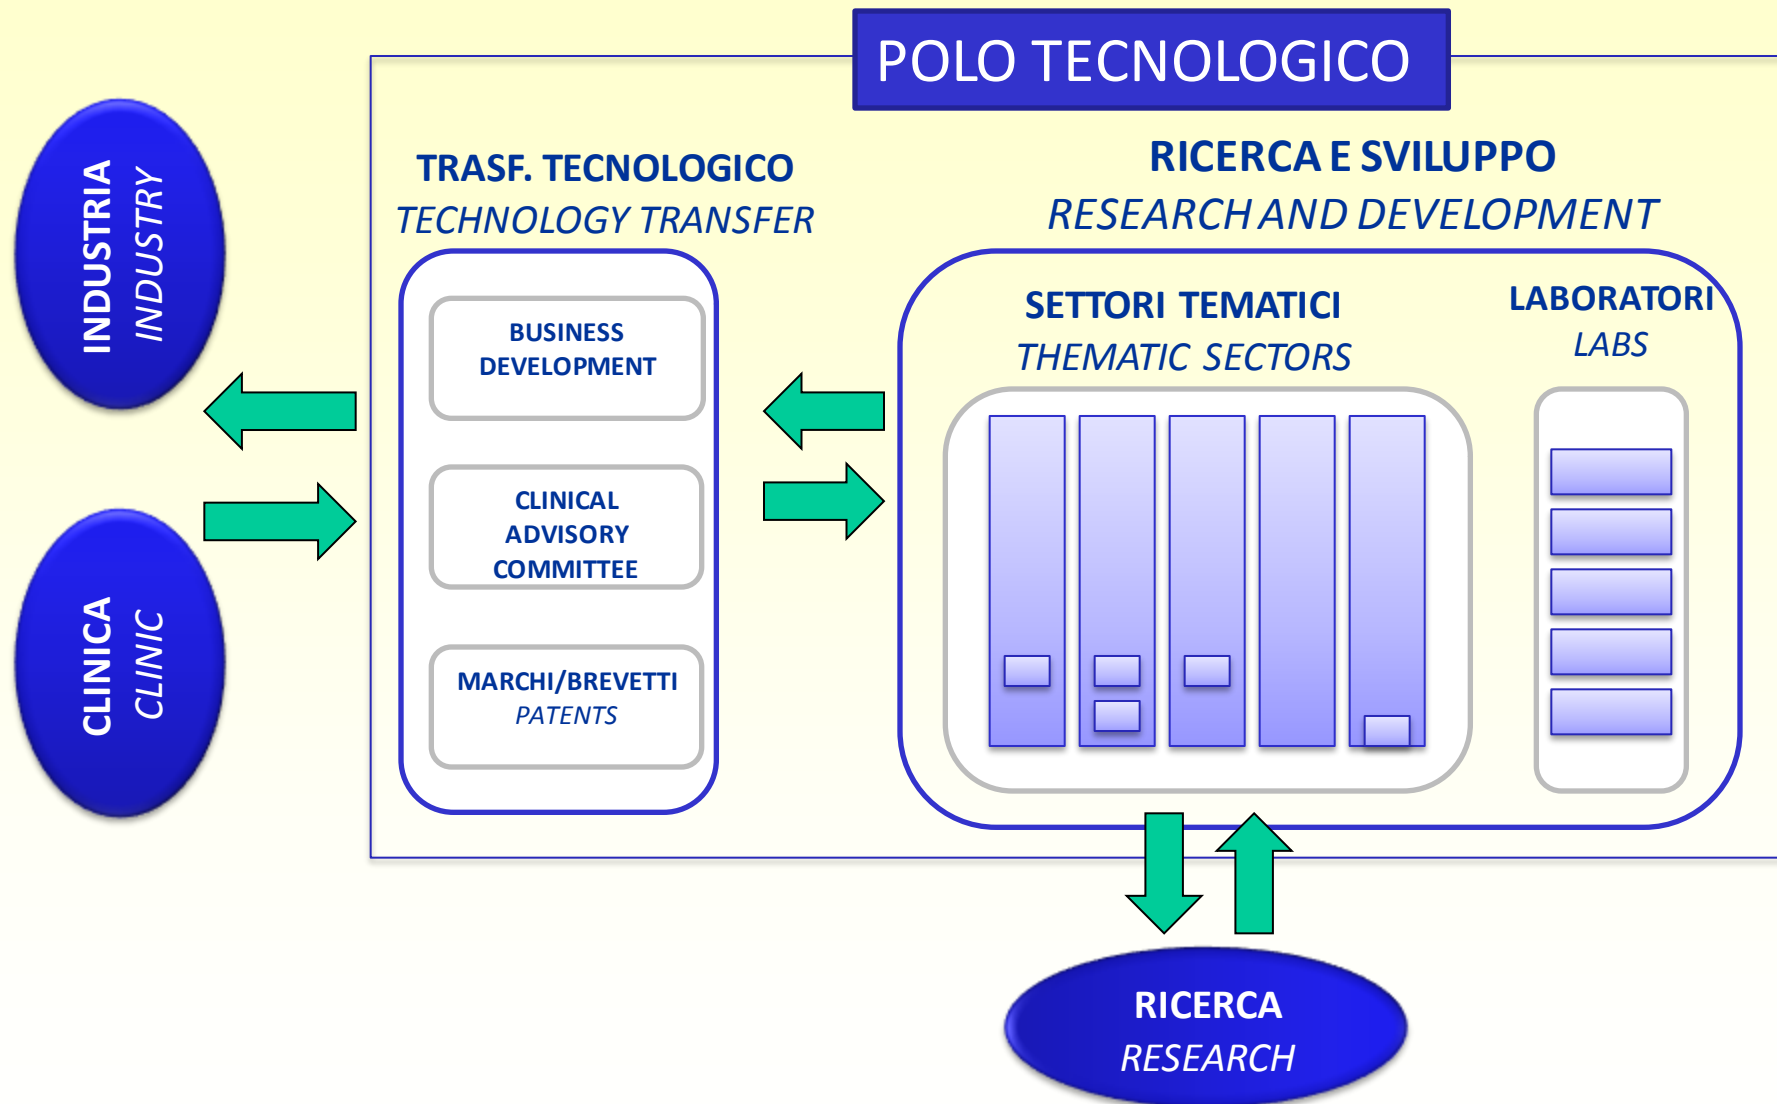 POLO TECNOLOGICO
INDUSTRIA
INDUSTRY
CLINICA
CLINIC
TRASF. TECNOLOGICO
TECHNOLOGY TRANSFER
BUSINESS
DEVELOPMENT
CLINICAL
ADVISORY
COMMITTEE
MARCHI/BREVETTI
PATENTS
RICERCA E SVILUPPO
RESEARCH AND DEVELOPMENT
SETTORI TEMATICI
THEMATIC SECTORS
LABORATORI
LABS
RICERCA
RESEARCH